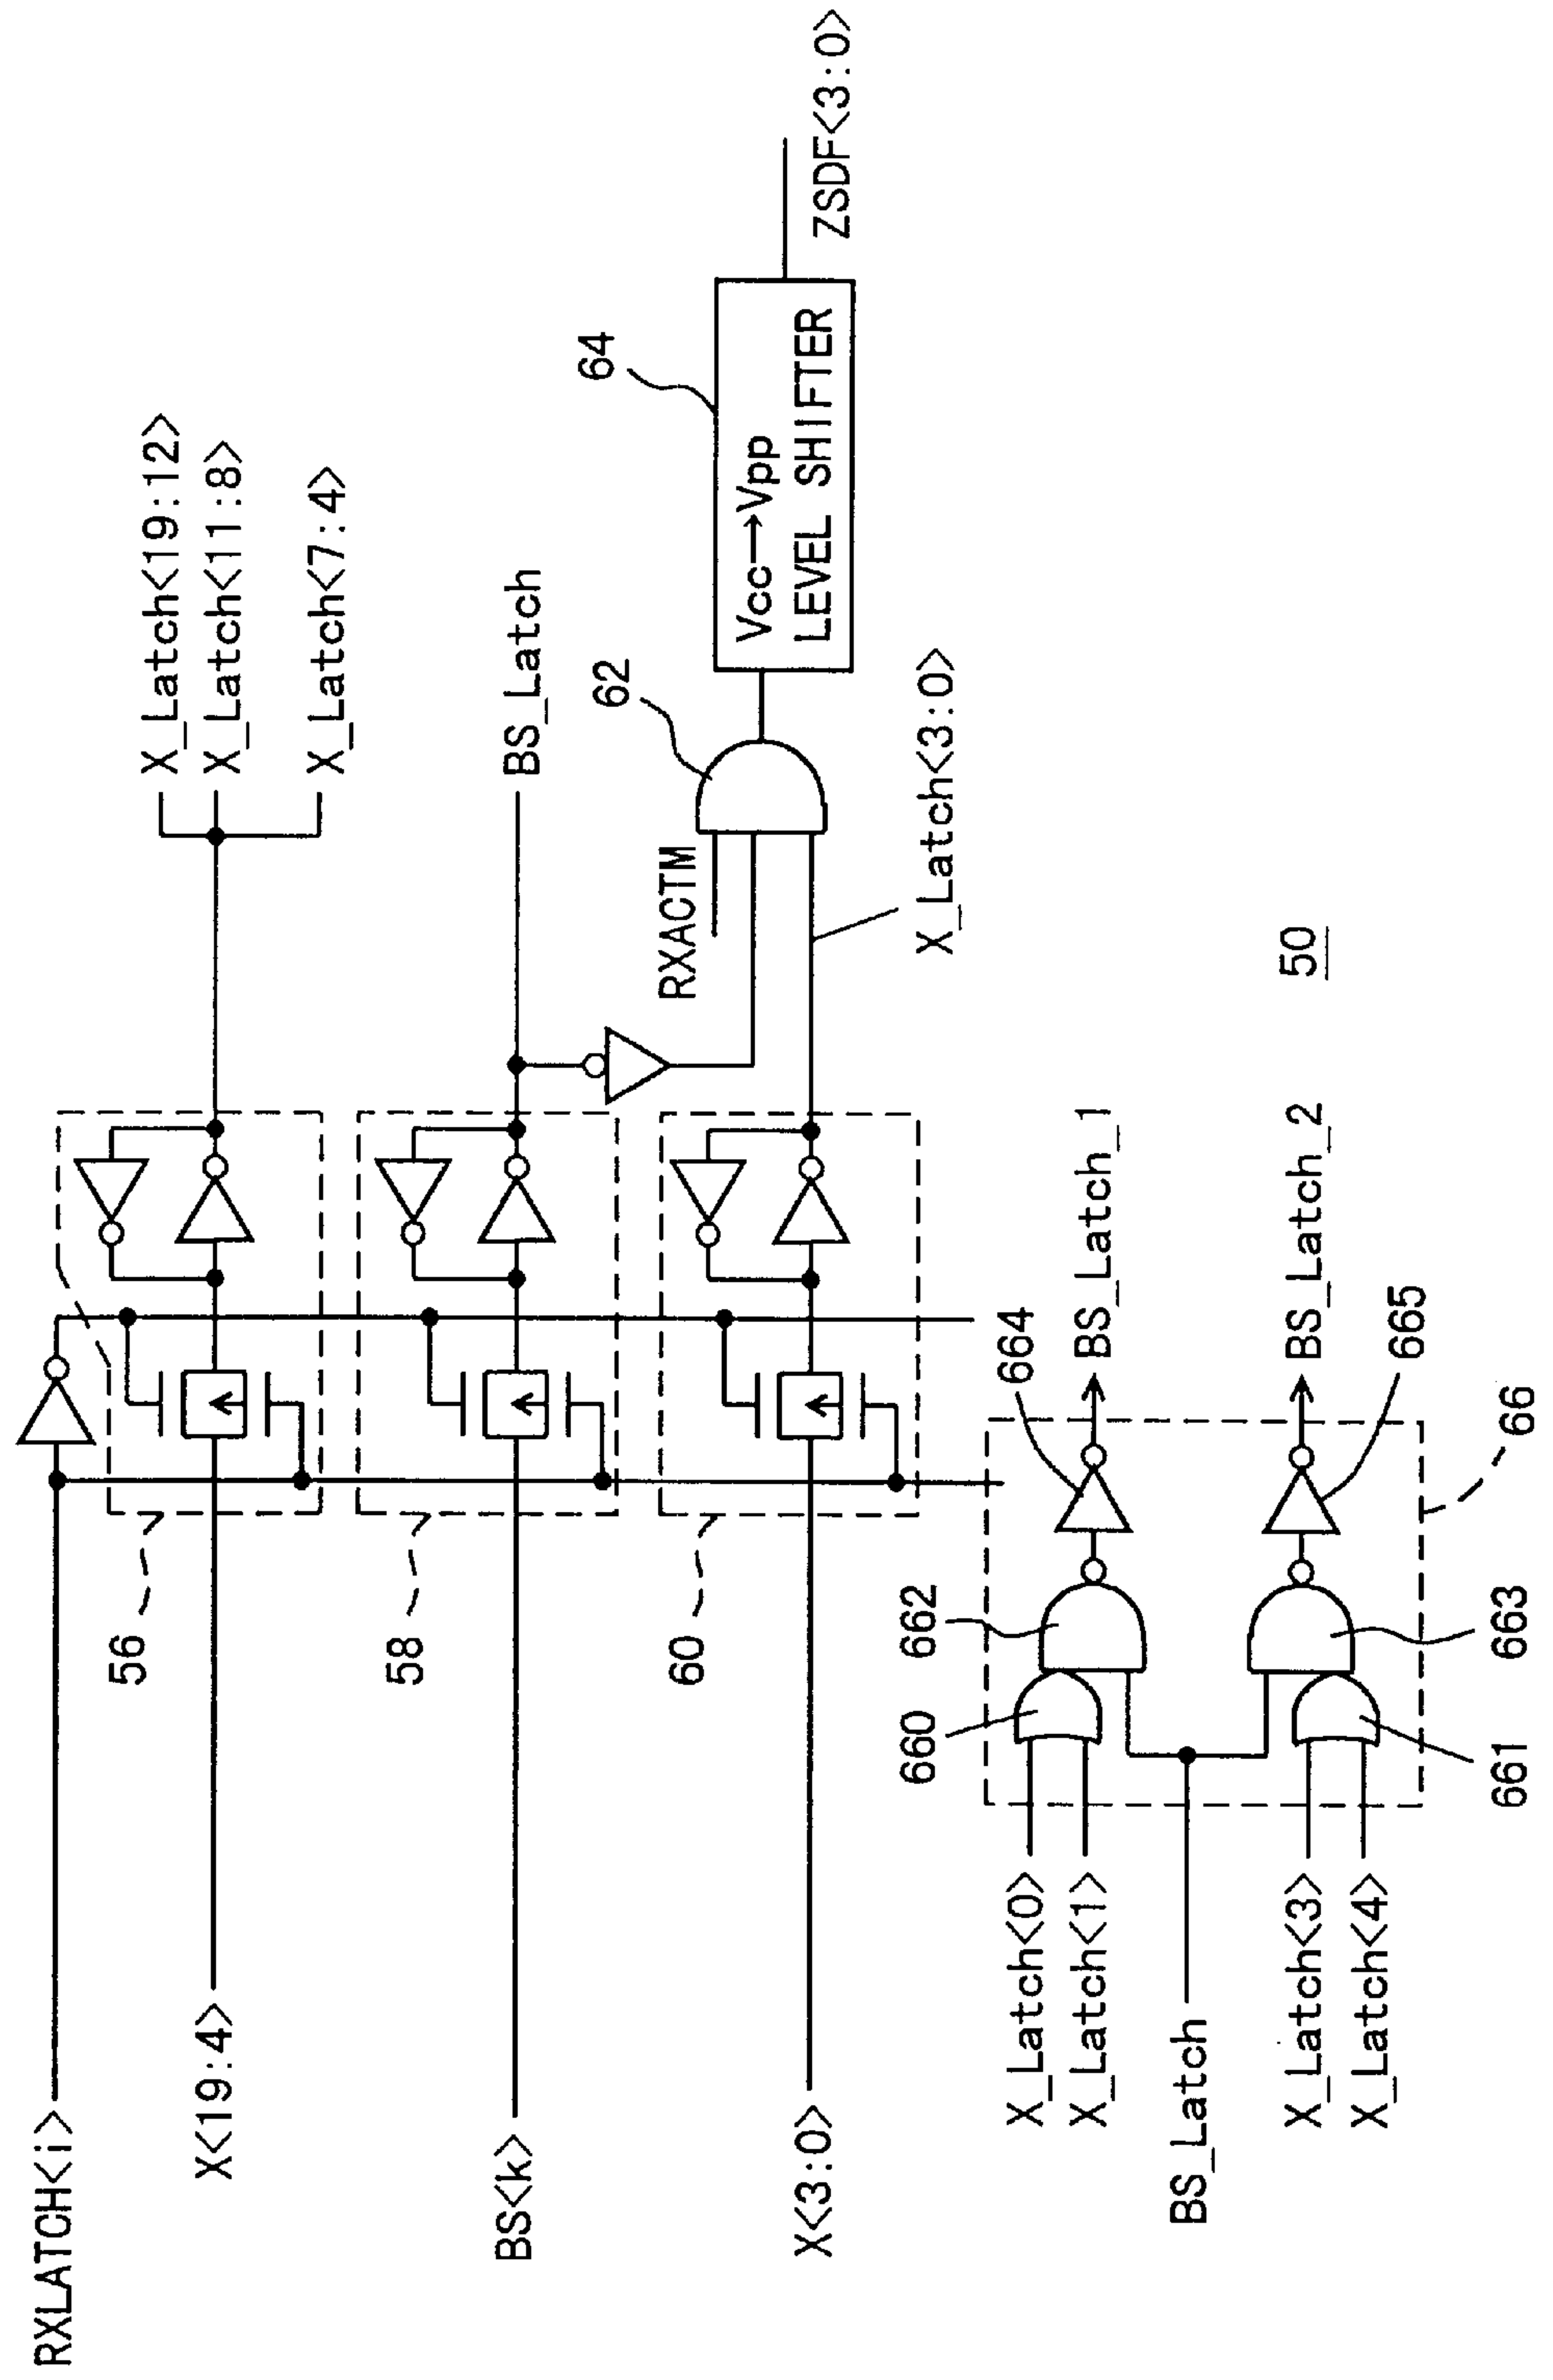 RXLATCH<i>
X<19:4>
56
X_Latch<19:12>
X_Latch<11:8>
X_Latch<7:4>
BS<k>
58
BS_Latch
X<3:0>
60
RXACTM
62
X_Latch<3:0>
64
Vcc→Vpp
LEVEL SHIFTER
ZSDF<3:0>
X_Latch<0>
X_Latch<1>
BS_Latch
X_Latch<3>
X_Latch<4>
660
662
664
BS_Latch_1
BS_Latch_2
661
663
665
66
50